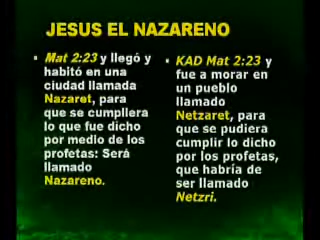 JESUS EL NAZARENO
▪ Mat 2:23 y llegó y
habitó en una
ciudad llamada
Nazaret, para
que se cumpliera
lo que fue dicho
por medio de los
profetas: Será
llamado
Nazareno.
▪ KAD Mat 2:23 y
fue a morar en
un pueblo
llamado
Netzaret, para
que se pudiera
cumplir lo dicho
por los profetas,
que habría de
ser llamado
Netzri.